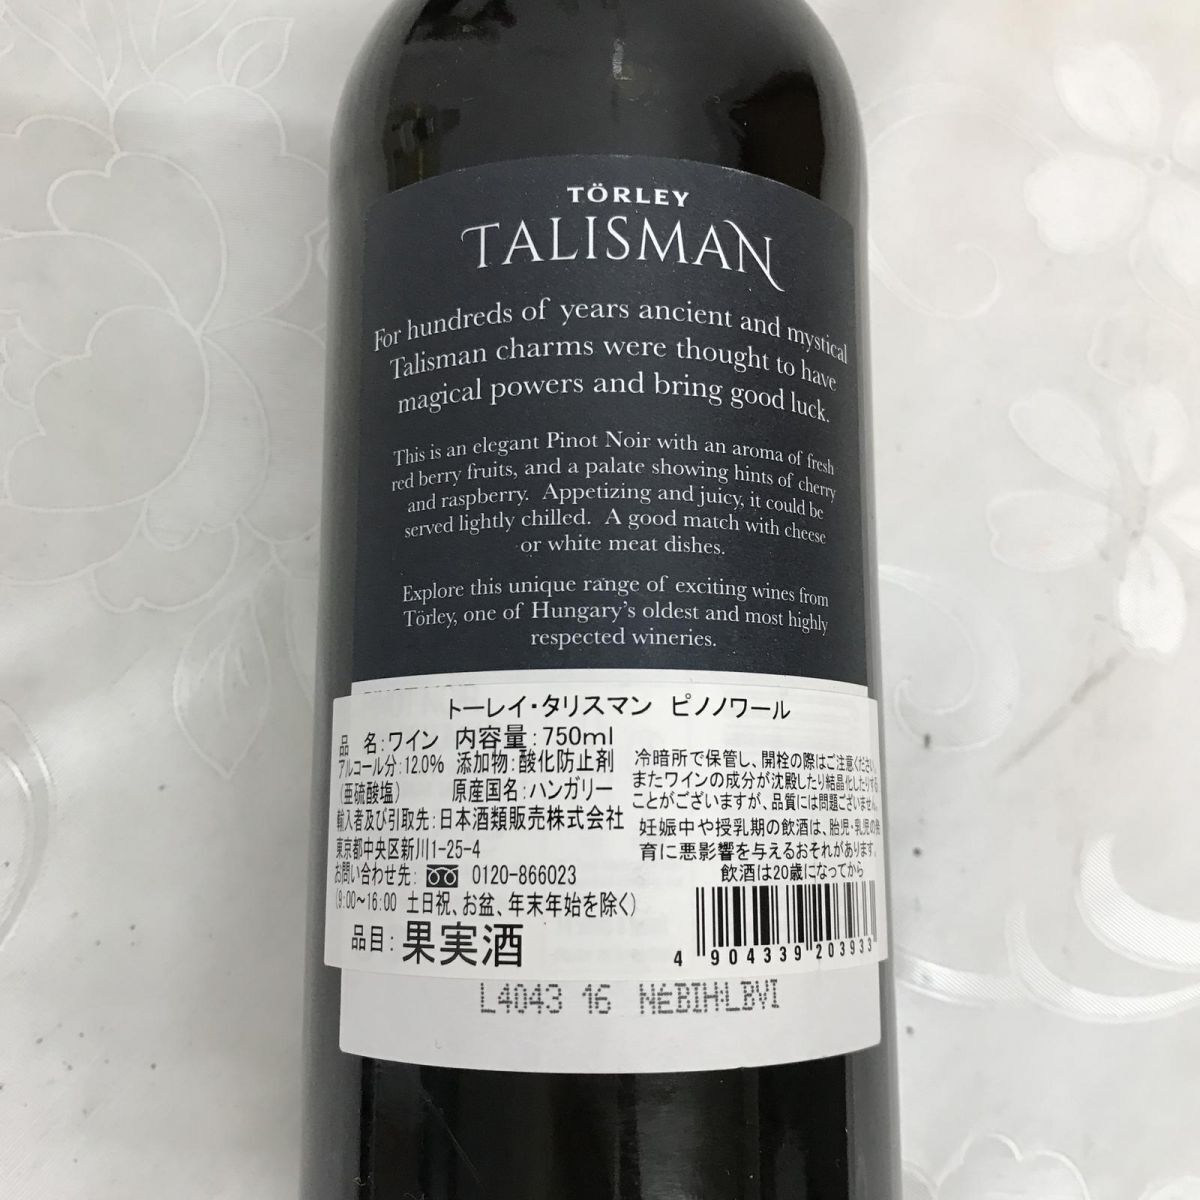 TÖRLEY
TALISMAN
For hundreds of years ancient and mystical
Talisman charms were thought to have
magical powers and bring good luck.
This is an elegant Pinot Noir with an aroma of fresh
red berry fruits, and a palate showing hints of cherry
and raspberry. Appetizing and juicy, it could be
served lightly chilled. A good match with cheese
or white meat dishes.
Explore this unique range of exciting wines from
Törley, one of Hungary's oldest and most highly
respected wineries.
トーレイ・タリスマン ピノノワール
品 名:ワイン 内容量:750ml
アルコール分:12.0% 添加物:酸化防止剤
(亜硫酸塩) 原産国名:ハンガリー
輸入者及び引取先:日本酒類販売株式会社
東京都中央区新川1-25-4
お問い合わせ先: 0120-866023
(9:00~16:00 土日祝、お盆、年末年始を除く)
品目:果実酒
冷暗所で保管し、開栓の際はご注意ください。
またワインの成分が沈殿したり結晶化したりする
ことがございますが、品質には問題ございません。
妊娠中や授乳期の飲酒は、胎児・乳児の発
育に悪影響を与えるおそれがあります。
飲酒は20歳になってから
4 904339 203933
L4043 16 NÉBIH:LBVI